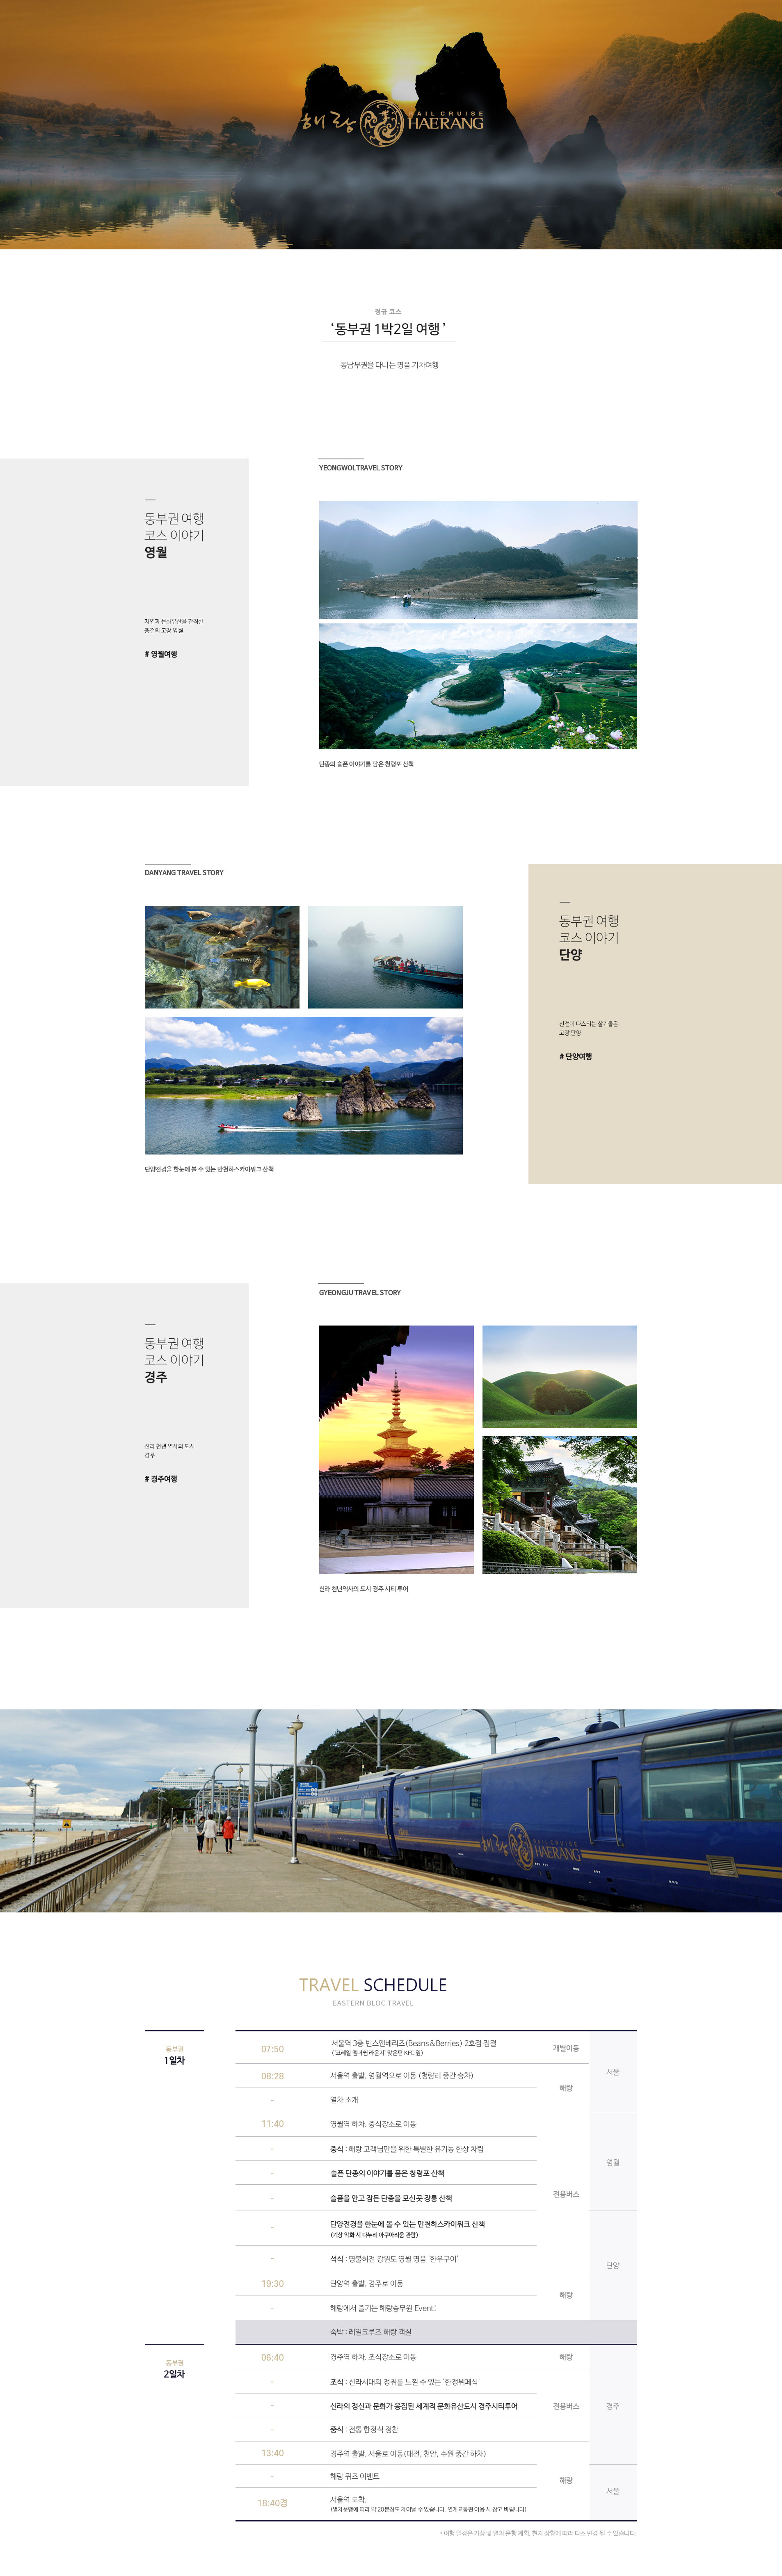 해랑 RAIL CRUISE HAERANG
정규 코스
‘동부권 1박2일 여행’
동남부권을 다니는 명품 기차여행
YEONGWOLTRAVEL STORY
동부권 여행
코스 이야기
영월
자연과 문화유산을 간직한
충절의 고장 영월
# 영월여행
단종의 슬픈 이야기를 담은 청령포 산책
DANYANG TRAVEL STORY
동부권 여행
코스 이야기
단양
신선이 다스리는 살기좋은
고장 단양
# 단양여행
단양전경을 한눈에 볼 수 있는 만천하스카이워크 산책
GYEONGJU TRAVEL STORY
동부권 여행
코스 이야기
경주
신라 천년 역사의 도시
경주
# 경주여행
신라 천년역사의 도시 경주 시티 투어
해랑 RAIL CRUISE HAERANG
TRAVEL SCHEDULE
EASTERN BLOC TRAVEL
동부권
1일차
07:50 서울역 3층 빈스앤베리즈(Beans&Berries) 2호점 집결 개별이동
('코레일 멤버쉽 라운지' 맞은편 KFC 옆)
서울
08:28 서울역 출발, 영월역으로 이동 (청량리 중간 승차)
해랑
- 열차 소개
11:40 영월역 하차. 중식장소로 이동
- 중식 : 해랑 고객님만을 위한 특별한 유기농 한상 차림
영월
- 슬픈 단종의 이야기를 품은 청령포 산책
전용버스
- 슬픔을 안고 잠든 단종을 모신곳 장릉 산책
- 단양전경을 한눈에 볼 수 있는 만천하스카이워크 산책
(기상 악화 시 다누리 아쿠아리움 관람)
- 석식 : 명불허전 강원도 영월 명품 '한우구이'
단양
19:30 단양역 출발, 경주로 이동
해랑
- 해랑에서 즐기는 해랑승무원 Event!
숙박 : 레일크루즈 해랑 객실
동부권
2일차
06:40 경주역 하차. 조식장소로 이동 해랑
- 조식 : 신라시대의 정취를 느낄 수 있는 '한정뷔페식'
- 신라의 정신과 문화가 응집된 세계적 문화유산도시 경주시티투어 전용버스 경주
- 중식 : 전통 한정식 정찬
13:40 경주역 출발. 서울로 이동(대전, 천안, 수원 중간 하차)
- 해랑 퀴즈 이벤트
해랑
서울
18:40경 서울역 도착.
(열차운행에 따라 약 20분정도 차이날 수 있습니다. 연계교통편 이용 시 참고 바랍니다)
* 여행 일정은 기상 및 열차 운행 계획, 현지 상황에 따라 다소 변경 될 수 있습니다.